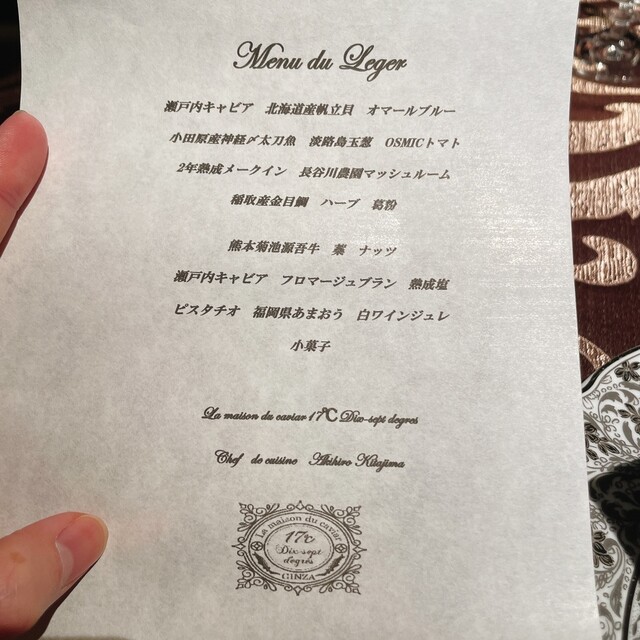 Menu du Leger
瀬戸内キャビア　北海道産帆立貝　オマールブルー
小田原産神経〆太刀魚　淡路島玉葱　OSMICトマト
2年熟成メークイン　長谷川農園マッシュルーム
稲取産金目鯛　ハーブ　葛粉
熊本菊池源吾牛　藁　ナッツ
瀬戸内キャビア　フロマージュブラン　熟成塩
ピスタチオ　福岡県あまおう　白ワインジュレ
小菓子
La maison du caviar 17℃ Dix-sept degres
Chef de cuisine Akihiro Kitajima
La maison du caviar
17℃
Dix-sept
degrés
GINZA